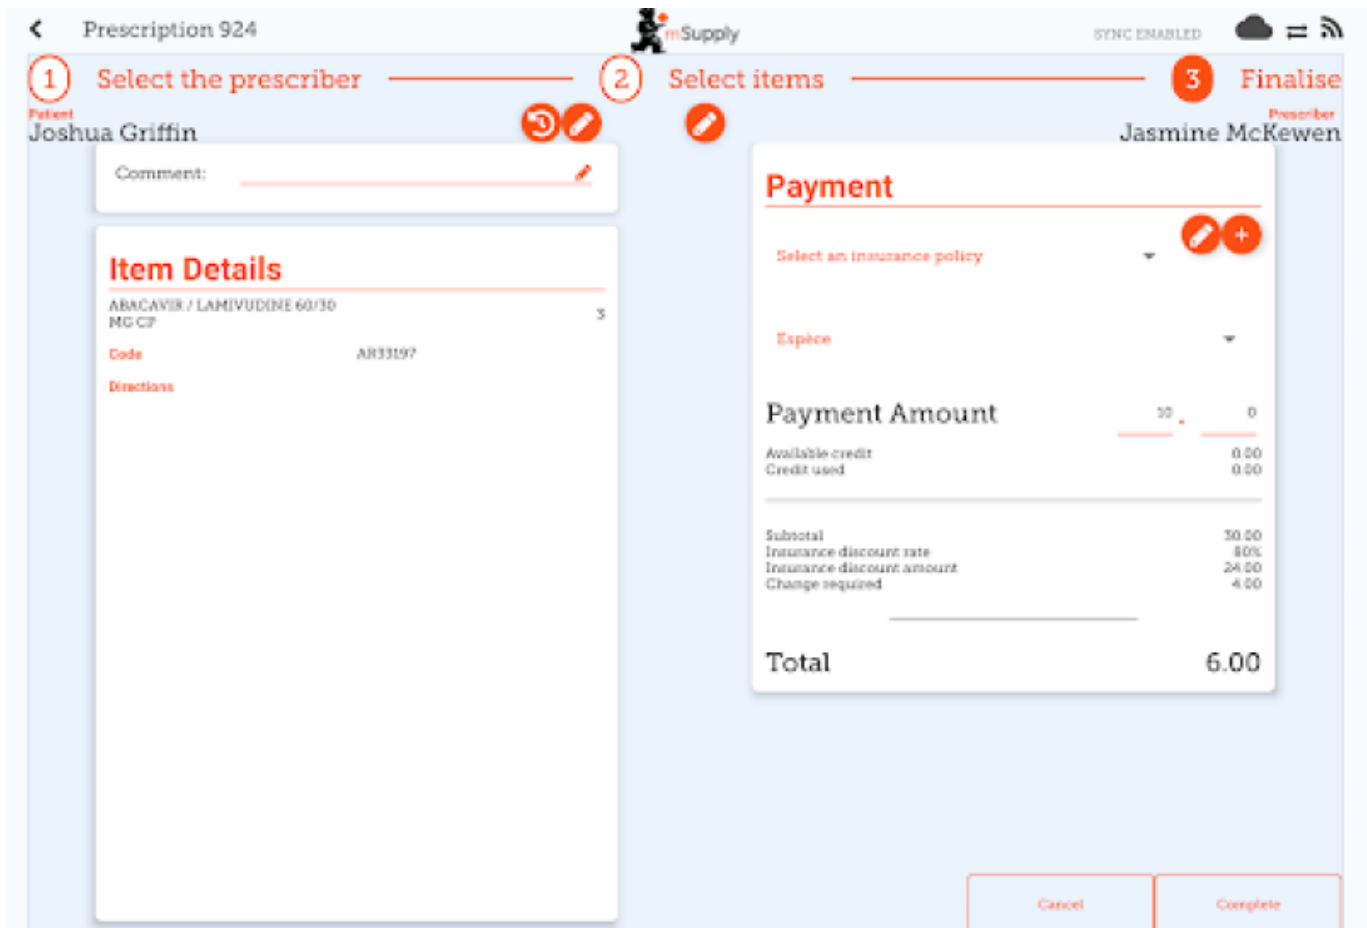 Prescription 924
mSupply
SYNC ENABLED
1 Select the prescriber
2 Select items
3 Finalise
Patient
Joshua Griffin
Prescriber
Jasmine McKewen
Comment:
Item Details
ABACAVIR / LAMIVUDINE 60/30
MG CP
3
Code AR33197
Directions
Payment
Select an insurance policy
Espèce
Payment Amount 10 . 0
Available credit 0.00
Credit used 0.00
Subtotal 30.00
Insurance discount rate 80%
Insurance discount amount 24.00
Change required 4.00
Total 6.00
Cancel
Complete